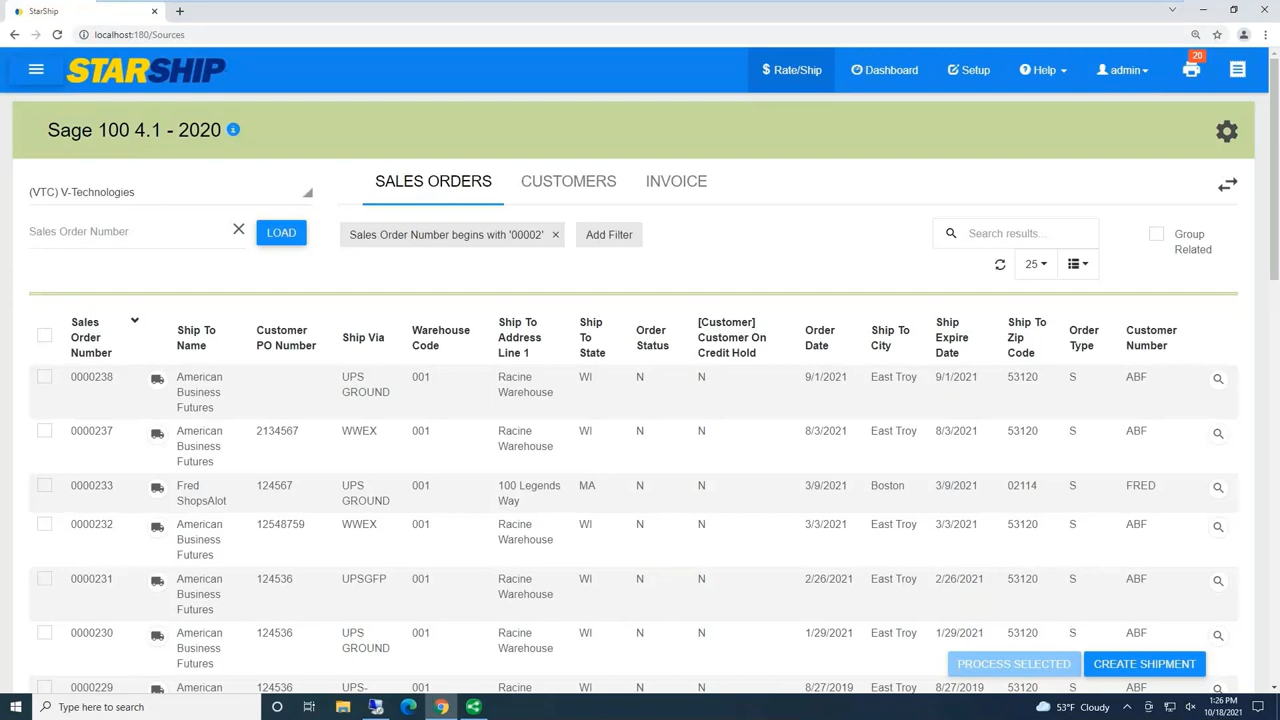 StarShip
localhost:180/Sources
STARSHIP
$ Rate/Ship
Dashboard
Setup
Help
admin
20
Sage 100 4.1 - 2020
(VTC) V-Technologies
SALES ORDERS
CUSTOMERS
INVOICE
Sales Order Number
LOAD
Sales Order Number begins with '00002' ×
Add Filter
Search results...
Group
Related
25
Sales
Order
Number
Ship To
Name
Customer
PO Number
Ship Via
Warehouse
Code
Ship To
Address
Line 1
Ship
To
State
Order
Status
[Customer]
Customer On
Credit Hold
Order
Date
Ship To
City
Ship
Expire
Date
Ship To
Zip
Code
Order
Type
Customer
Number
0000238
American
Business
Futures
UPS
GROUND
001
Racine
Warehouse
WI
N
N
9/1/2021
East Troy
9/1/2021
53120
S
ABF
0000237
American
Business
Futures
2134567
WWEX
001
Racine
Warehouse
WI
N
N
8/3/2021
East Troy
8/3/2021
53120
S
ABF
0000233
Fred
ShopsAlot
124567
UPS
GROUND
001
100 Legends
Way
MA
N
N
3/9/2021
Boston
3/9/2021
02114
S
FRED
0000232
American
Business
Futures
12548759
WWEX
001
Racine
Warehouse
WI
N
N
3/3/2021
East Troy
3/3/2021
53120
S
ABF
0000231
American
Business
Futures
124536
UPSGFP
001
Racine
Warehouse
WI
N
N
2/26/2021
East Troy
2/26/2021
53120
S
ABF
0000230
American
Business
Futures
124536
UPS
GROUND
001
Racine
Warehouse
WI
N
N
1/29/2021
East Troy
1/29/2021
53120
S
ABF
PROCESS SELECTED
CREATE SHIPMENT
0000229
American
124536
UPS-
001
Racine
WI
N
N
8/27/2019
East Troy
8/27/2019
53120
S
ABF
Type here to search
53°F Cloudy
1:26 PM
10/18/2021